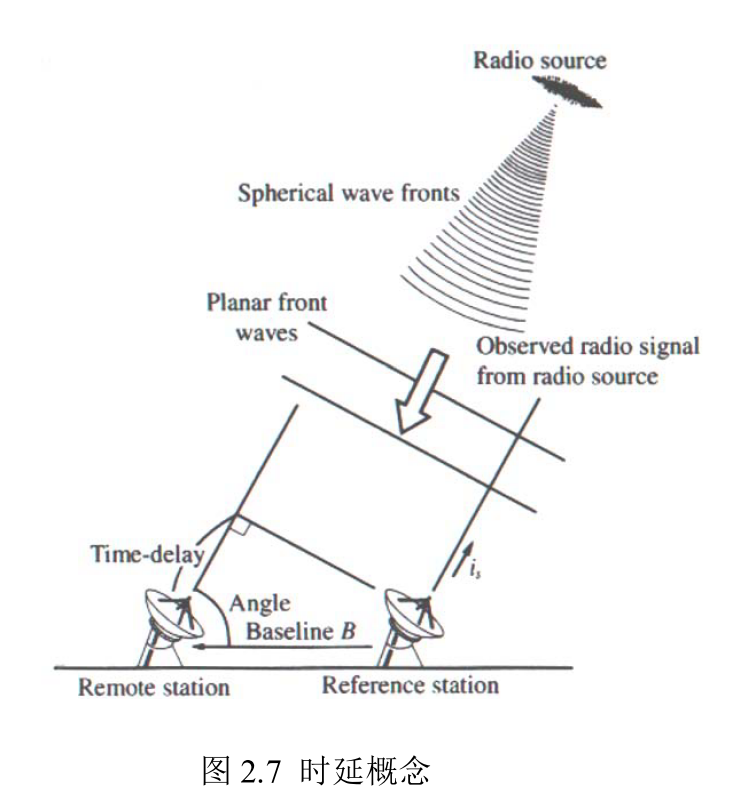 Radio source
Spherical wave fronts
Planar front
waves
Observed radio signal
from radio source
Time-delay
i_s
Angle
Baseline B
Remote station
Reference station
图 2.7 时延概念